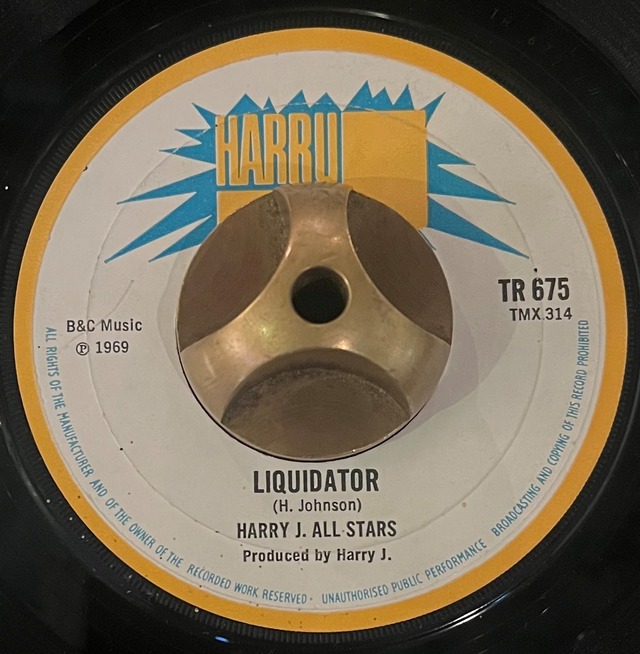 HARRY
TR 675
TMX 314
B&C Music
℗ 1969
LIQUIDATOR
(H. Johnson)
HARRY J. ALL STARS
Produced by Harry J.
ALL RIGHTS OF THE MANUFACTURER AND OF THE OWNER OF THE RECORDED WORK RESERVED · UNAUTHORISED PUBLIC PERFORMANCE BROADCASTING AND COPYING OF THIS RECORD PROHIBITED